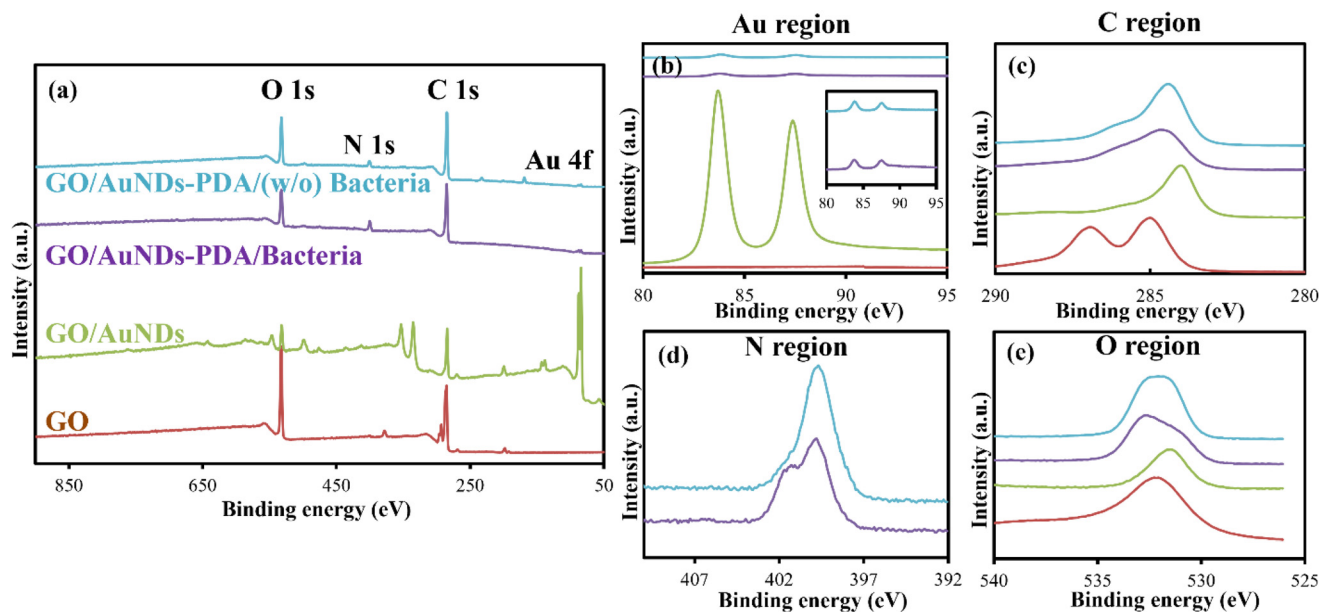 (a)
O 1s
C 1s
N 1s
Au 4f
GO/AuNDs-PDA/(w/o) Bacteria
GO/AuNDs-PDA/Bacteria
GO/AuNDs
GO
Intensity (a.u.)
850 650 450 250 50
Binding energy (eV)
Au region
(b)
80 85 90 95
Intensity (a.u.)
80 85 90 95
Binding energy (eV)
C region
(c)
Intensity (a.u.)
290 285 280
Binding energy (eV)
(d)
N region
Intensity (a.u.)
407 402 397 392
Binding energy (eV)
(e)
O region
Intensity (a.u.)
540 535 530 525
Binding energy (eV)